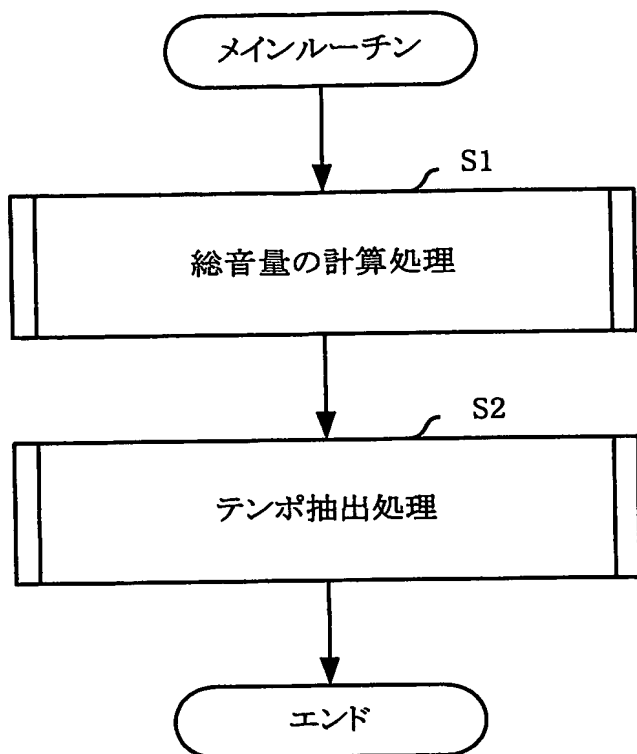 メインルーチン
S1
総音量の計算処理
S2
テンポ抽出処理
エンド